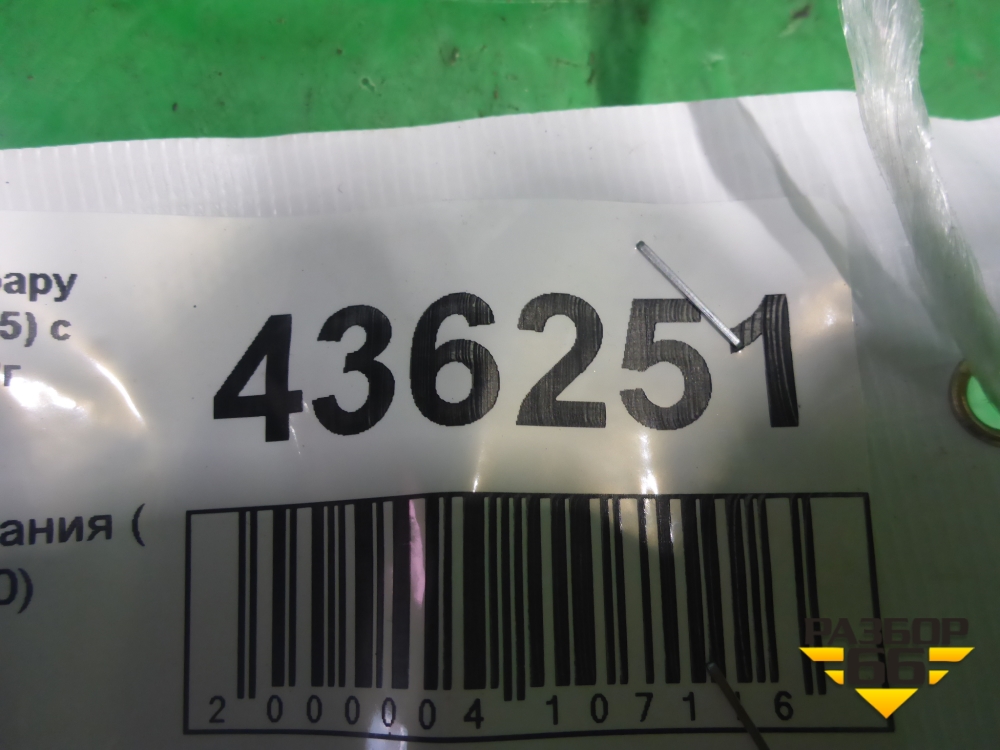 бару
5) с
г
436251
ания (
0)
2 000004 107116
РАЗБОР
66